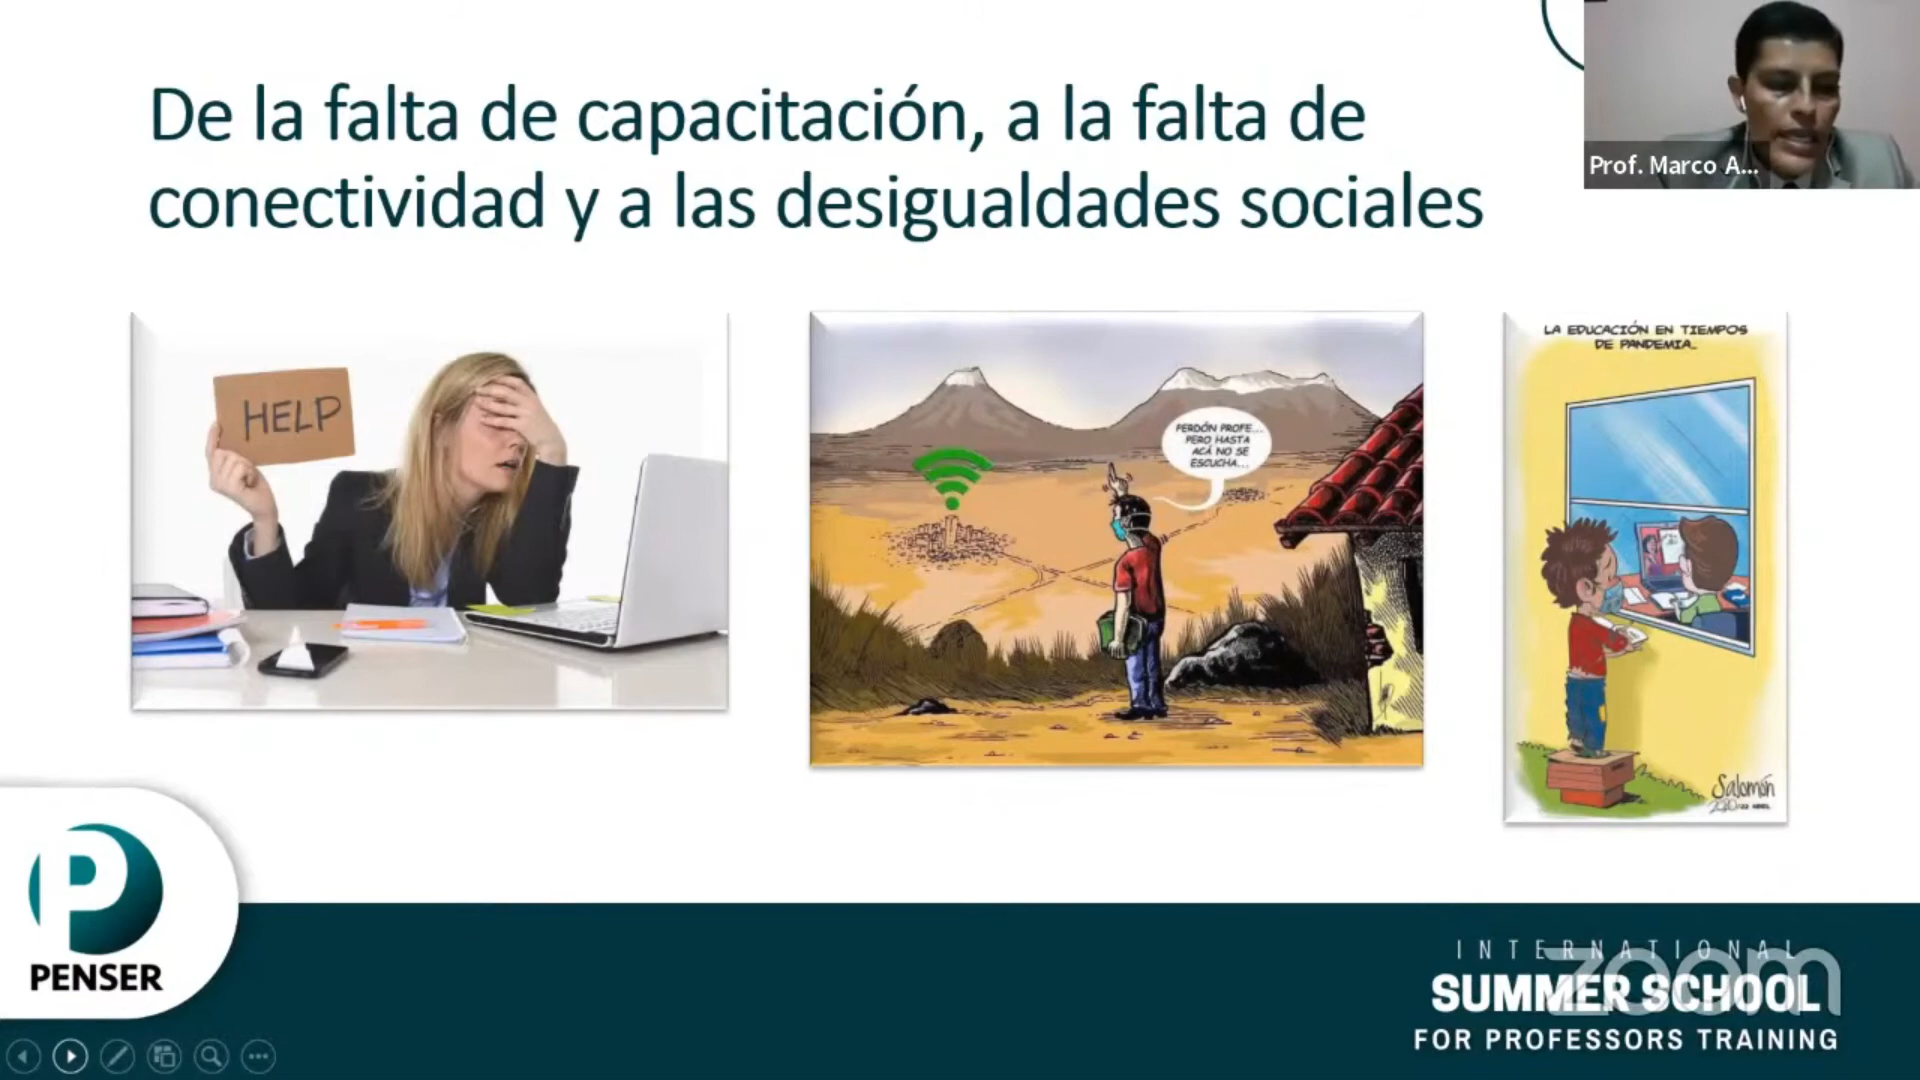 De la falta de capacitación, a la falta de
conectividad y a las desigualdades sociales
Prof. Marco A...
HELP
PERDÓN PROFE...
PERO HASTA
ACÁ NO SE
ESCUCHA...
LA EDUCACIÓN EN TIEMPOS
DE PANDEMIA..
Salomón
PENSER
INTERNATIONAL
SUMMER SCHOOL
FOR PROFESSORS TRAINING
zoom